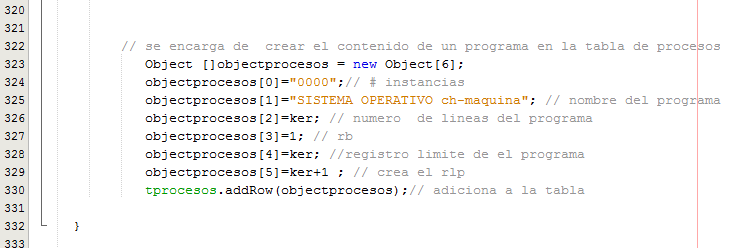 320
321
322 // se encarga de  crear el contenido de un programa en la tabla de procesos
323 Object []objectprocesos = new Object[6];
324 objectprocesos[0]="0000";// # instancias
325 objectprocesos[1]="SISTEMA OPERATIVO ch-maquina"; // nombre del programa
326 objectprocesos[2]=ker; // numero  de lineas del programa
327 objectprocesos[3]=1; // rb
328 objectprocesos[4]=ker; //registro limite de el programa
329 objectprocesos[5]=ker+1 ; // crea el rlp
330 tprocesos.addRow(objectprocesos);// adiciona a la tabla
331
332 }
333